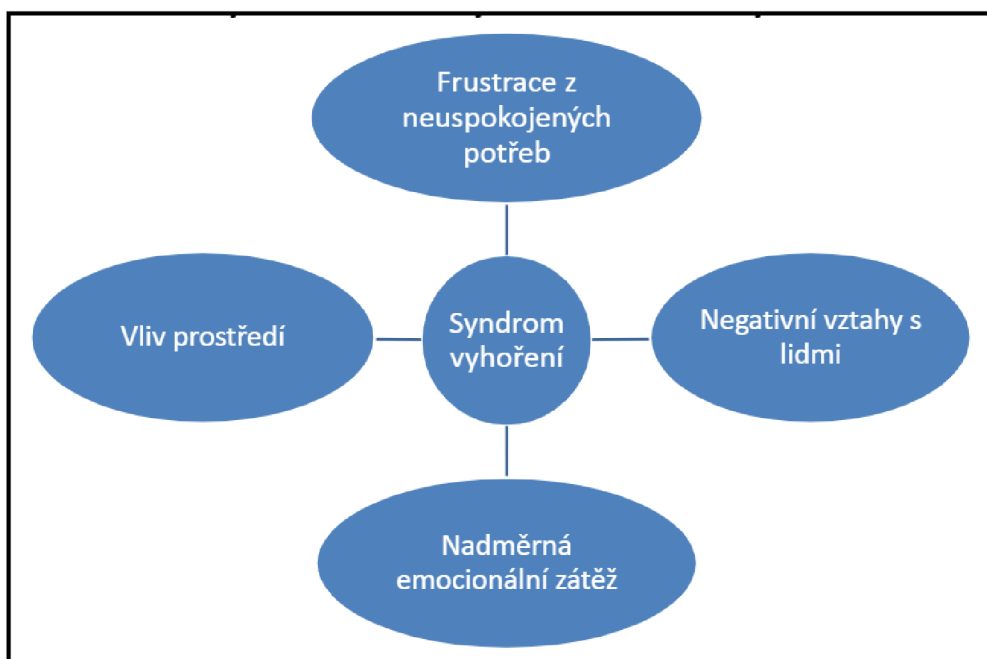 Frustrace z
neuspokojených
potřeb
Vliv prostředí
Syndrom
vyhoření
Negativní vztahy s
lidmi
Nadměrná
emocionální zátěž